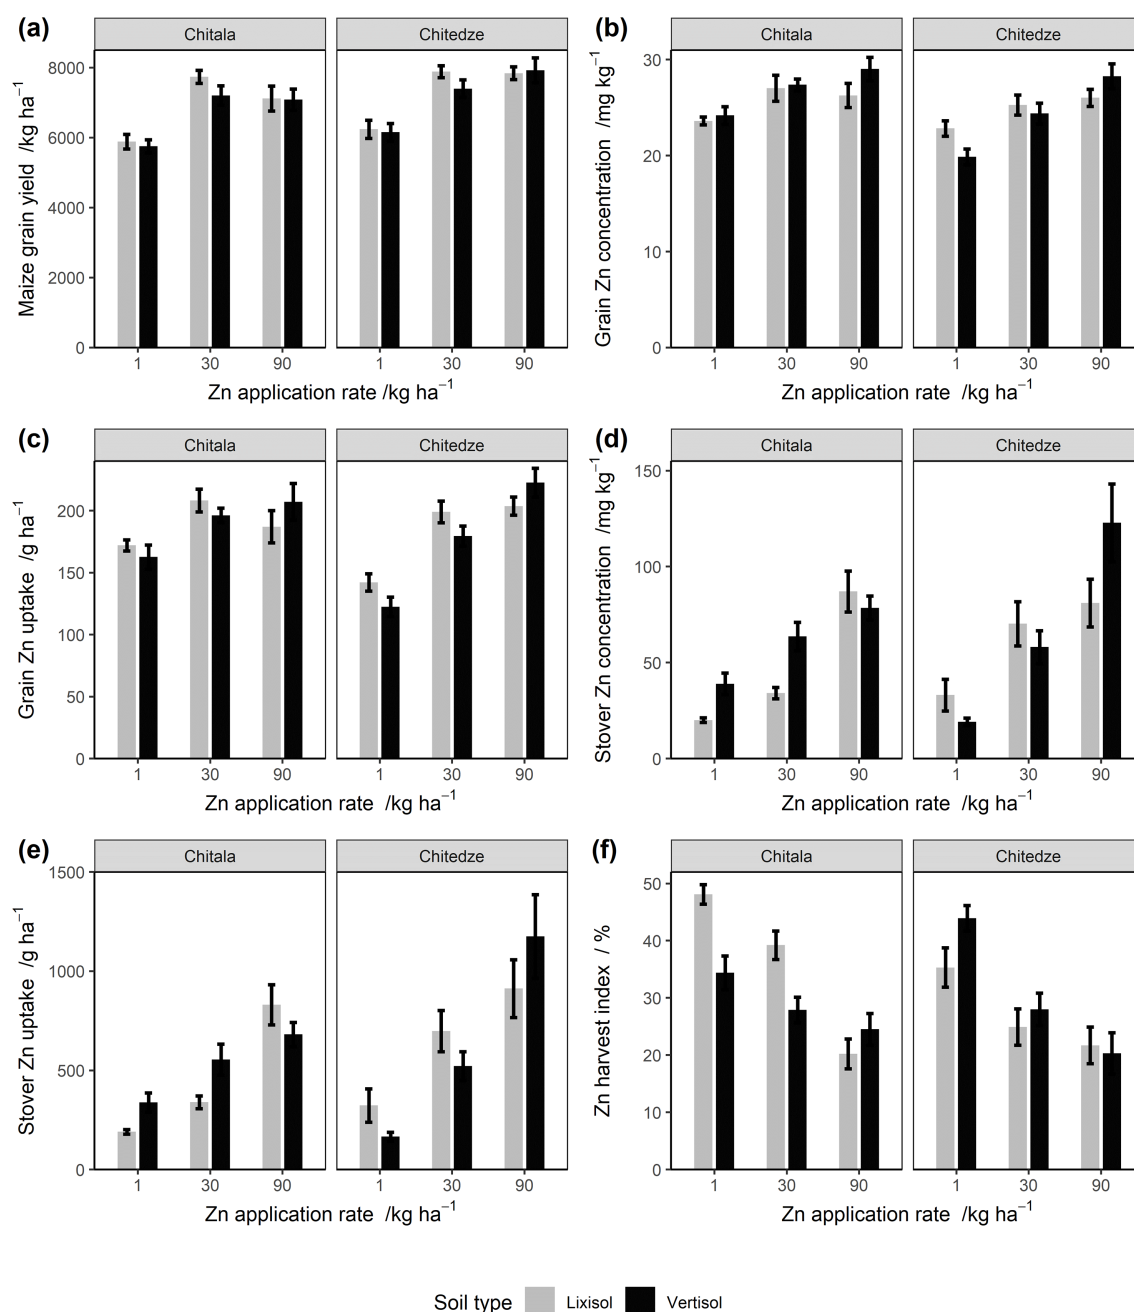 (a)
Chitala
Chitedze
Maize grain yield /kg ha⁻¹
8000
6000
4000
2000
0
1
30
90
1
30
90
Zn application rate /kg ha⁻¹
(b)
Chitala
Chitedze
Grain Zn concentration /mg kg⁻¹
30
20
10
0
1
30
90
1
30
90
Zn application rate /kg ha⁻¹
(c)
Chitala
Chitedze
Grain Zn uptake /g ha⁻¹
200
150
100
50
0
1
30
90
1
30
90
Zn application rate /kg ha⁻¹
(d)
Chitala
Chitedze
Stover Zn concentration /mg kg⁻¹
150
100
50
0
1
30
90
1
30
90
Zn application rate /kg ha⁻¹
(e)
Chitala
Chitedze
Stover Zn uptake /g ha⁻¹
1500
1000
500
0
1
30
90
1
30
90
Zn application rate /kg ha⁻¹
(f)
Chitala
Chitedze
Zn harvest index / %
50
40
30
20
10
0
1
30
90
1
30
90
Zn application rate /kg ha⁻¹
Soil type Lixisol Vertisol